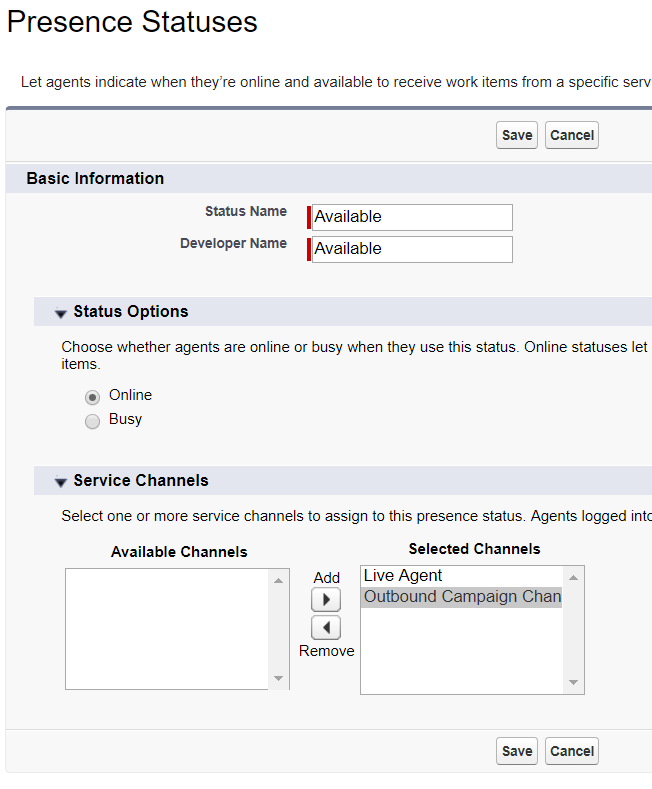 Presence Statuses
Let agents indicate when they're online and available to receive work items from a specific serv
Save Cancel
Basic Information
Status Name Available
Developer Name Available
Status Options
Choose whether agents are online or busy when they use this status. Online statuses let
items.
Online
Busy
Service Channels
Select one or more service channels to assign to this presence status. Agents logged into
Available Channels Selected Channels
Add
Live Agent
Outbound Campaign Chan
Remove
Save Cancel